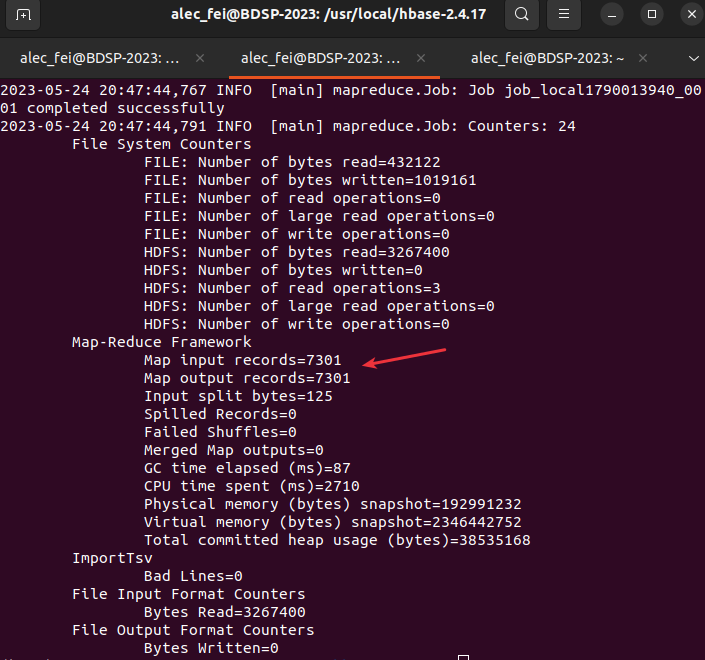 alec_fei@BDSP-2023: /usr/local/hbase-2.4.17
alec_fei@BDSP-2023: ... × alec_fei@BDSP-2023: ... × alec_fei@BDSP-2023: ~ ×
2023-05-24 20:47:44,767 INFO  [main] mapreduce.Job: Job job_local1790013940_00
01 completed successfully
2023-05-24 20:47:44,791 INFO  [main] mapreduce.Job: Counters: 24
File System Counters
FILE: Number of bytes read=432122
FILE: Number of bytes written=1019161
FILE: Number of read operations=0
FILE: Number of large read operations=0
FILE: Number of write operations=0
HDFS: Number of bytes read=3267400
HDFS: Number of bytes written=0
HDFS: Number of read operations=3
HDFS: Number of large read operations=0
HDFS: Number of write operations=0
Map-Reduce Framework
Map input records=7301
Map output records=7301
Input split bytes=125
Spilled Records=0
Failed Shuffles=0
Merged Map outputs=0
GC time elapsed (ms)=87
CPU time spent (ms)=2710
Physical memory (bytes) snapshot=192991232
Virtual memory (bytes) snapshot=2346442752
Total committed heap usage (bytes)=38535168
ImportTsv
Bad Lines=0
File Input Format Counters
Bytes Read=3267400
File Output Format Counters
Bytes Written=0